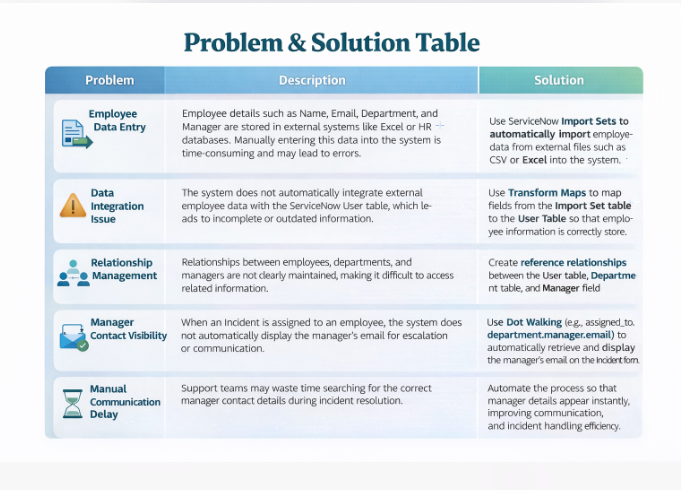 Problem & Solution Table
Problem
Description
Solution
Employee
Data Entry
Employee details such as Name, Email, Department, and
Manager are stored in external systems like Excel or HR
databases. Manually entering this data into the system is
time-consuming and may lead to errors.
Use ServiceNow Import Sets to
automatically import employe-
data from external files such as
CSV or Excel into the system.
Data
Integration
Issue
The system does not automatically integrate external
employee data with the ServiceNow User table, which le-
ads to incomplete or outdated information.
Use Transform Maps to map
fields from the Import Set table
to the User Table so that emplo-
yee information is correctly store.
Relationship
Management
Relationships between employees, departments, and
managers are not clearly maintained, making it difficult to access
related information.
Create reference relationships
between the User table, Departme
nt table, and Manager field
Manager
Contact Visibility
When an Incident is assigned to an employee, the system does
not automatically display the manager's email for escalation
or communication.
Use Dot Walking (e.g., assigned_to.
department.manager.email) to
automatically retrieve and display
the manager's email on the Incident form.
Manual
Communication
Delay
Support teams may waste time searching for the correct
manager contact details during incident resolution.
Automate the process so that
manager details appear instantly,
improving communication,
and incident handling efficiency.